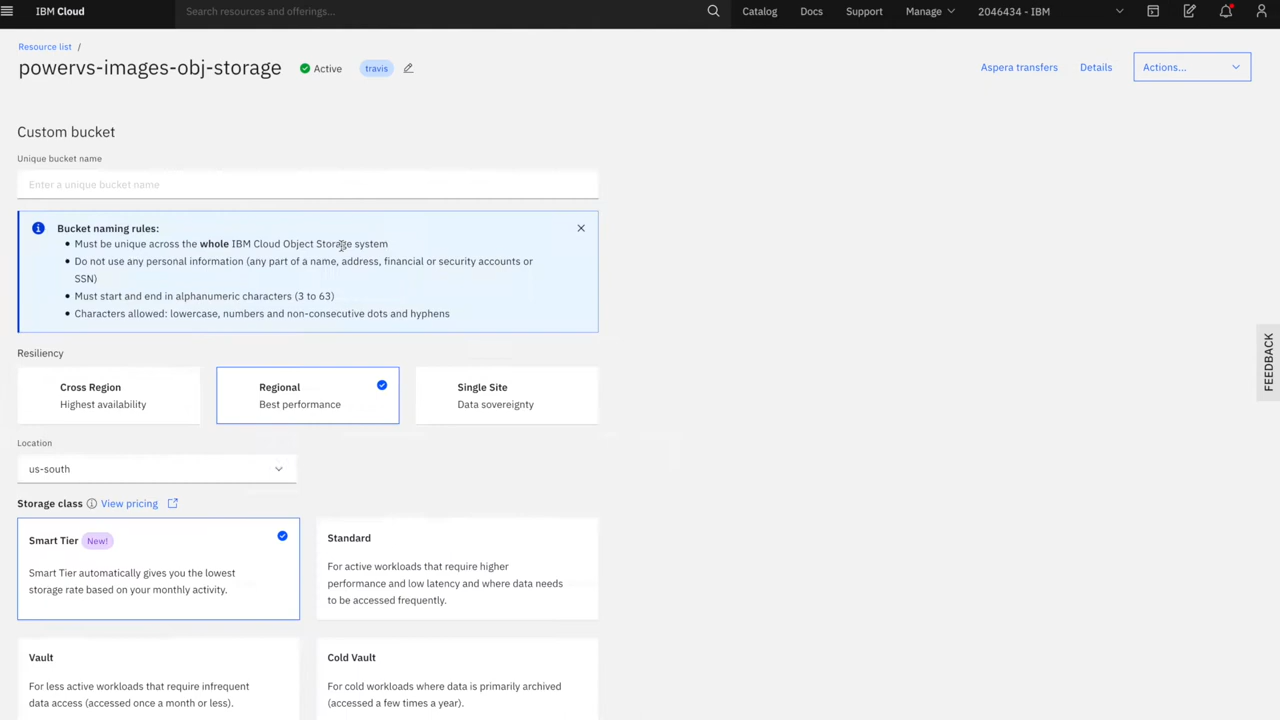 IBM Cloud
Search resources and offerings...
Catalog
Docs
Support
Manage
2046434 - IBM
Resource list /
powervs-images-obj-storage
Active
travis
Aspera transfers
Details
Actions...
Custom bucket
Unique bucket name
Enter a unique bucket name
Bucket naming rules:
Must be unique across the whole IBM Cloud Object Storage system
Do not use any personal information (any part of a name, address, financial or security accounts or
SSN)
Must start and end in alphanumeric characters (3 to 63)
Characters allowed: lowercase, numbers and non-consecutive dots and hyphens
FEEDBACK
Resiliency
Cross Region
Highest availability
Regional
Best performance
Single Site
Data sovereignty
Location
us-south
Storage class
View pricing
Smart Tier New!
Smart Tier automatically gives you the lowest
storage rate based on your monthly activity.
Standard
For active workloads that require higher
performance and low latency and where data needs
to be accessed frequently.
Vault
For less active workloads that require infrequent
data access (accessed once a month or less).
Cold Vault
For cold workloads where data is primarily archived
(accessed a few times a year).